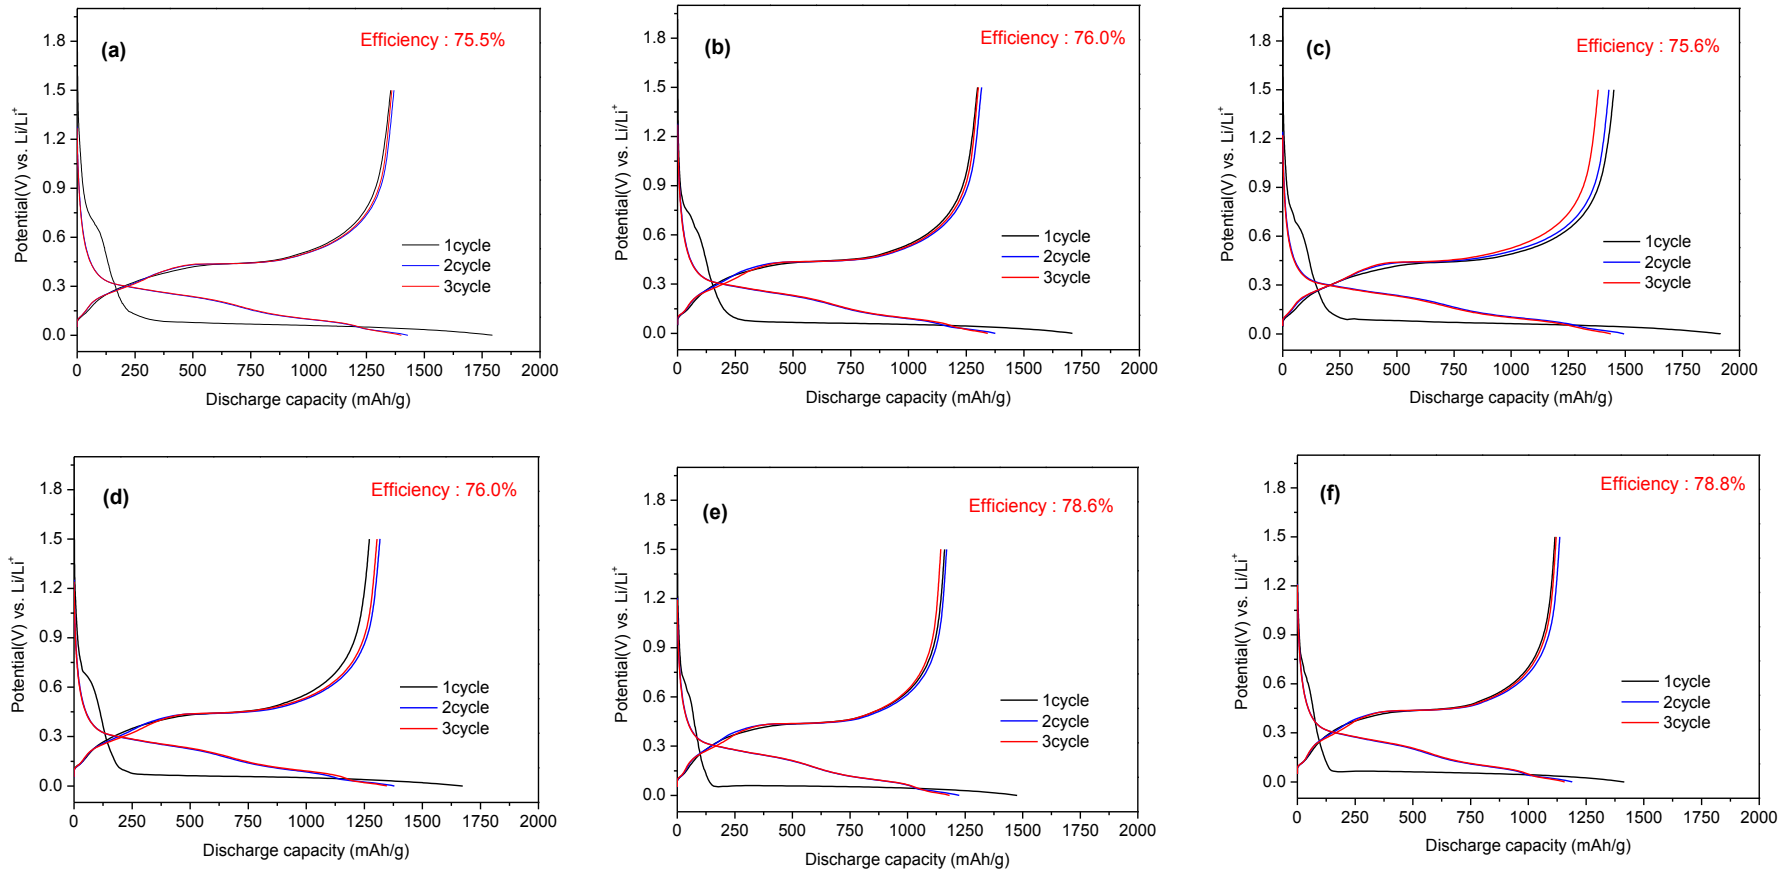 (a)
Efficiency : 75.5%
Potential(V) vs. Li/Li⁺
1.8
1.5
1.2
0.9
0.6
0.3
0.0
1cycle
2cycle
3cycle
0 250 500 750 1000 1250 1500 1750 2000
Discharge capacity (mAh/g)
(b)
Efficiency : 76.0%
Potential(V) vs. Li/Li⁺
1.8
1.5
1.2
0.9
0.6
0.3
0.0
1cycle
2cycle
3cycle
0 250 500 750 1000 1250 1500 1750 2000
Discharge capacity (mAh/g)
(c)
Efficiency : 75.6%
Potential(V) vs. Li/Li⁺
1.8
1.5
1.2
0.9
0.6
0.3
0.0
1cycle
2cycle
3cycle
0 250 500 750 1000 1250 1500 1750 2000
Discharge capacity (mAh/g)
(d)
Efficiency : 76.0%
Potential(V) vs. Li/Li⁺
1.8
1.5
1.2
0.9
0.6
0.3
0.0
1cycle
2cycle
3cycle
0 250 500 750 1000 1250 1500 1750 2000
Discharge capacity (mAh/g)
(e)
Efficiency : 78.6%
Potential(V) vs. Li/Li⁺
1.8
1.5
1.2
0.9
0.6
0.3
0.0
1cycle
2cycle
3cycle
0 250 500 750 1000 1250 1500 1750 2000
Discharge capacity (mAh/g)
(f)
Efficiency : 78.8%
Potential(V) vs. Li/Li⁺
1.8
1.5
1.2
0.9
0.6
0.3
0.0
1cycle
2cycle
3cycle
0 250 500 750 1000 1250 1500 1750 2000
Discharge capacity (mAh/g)